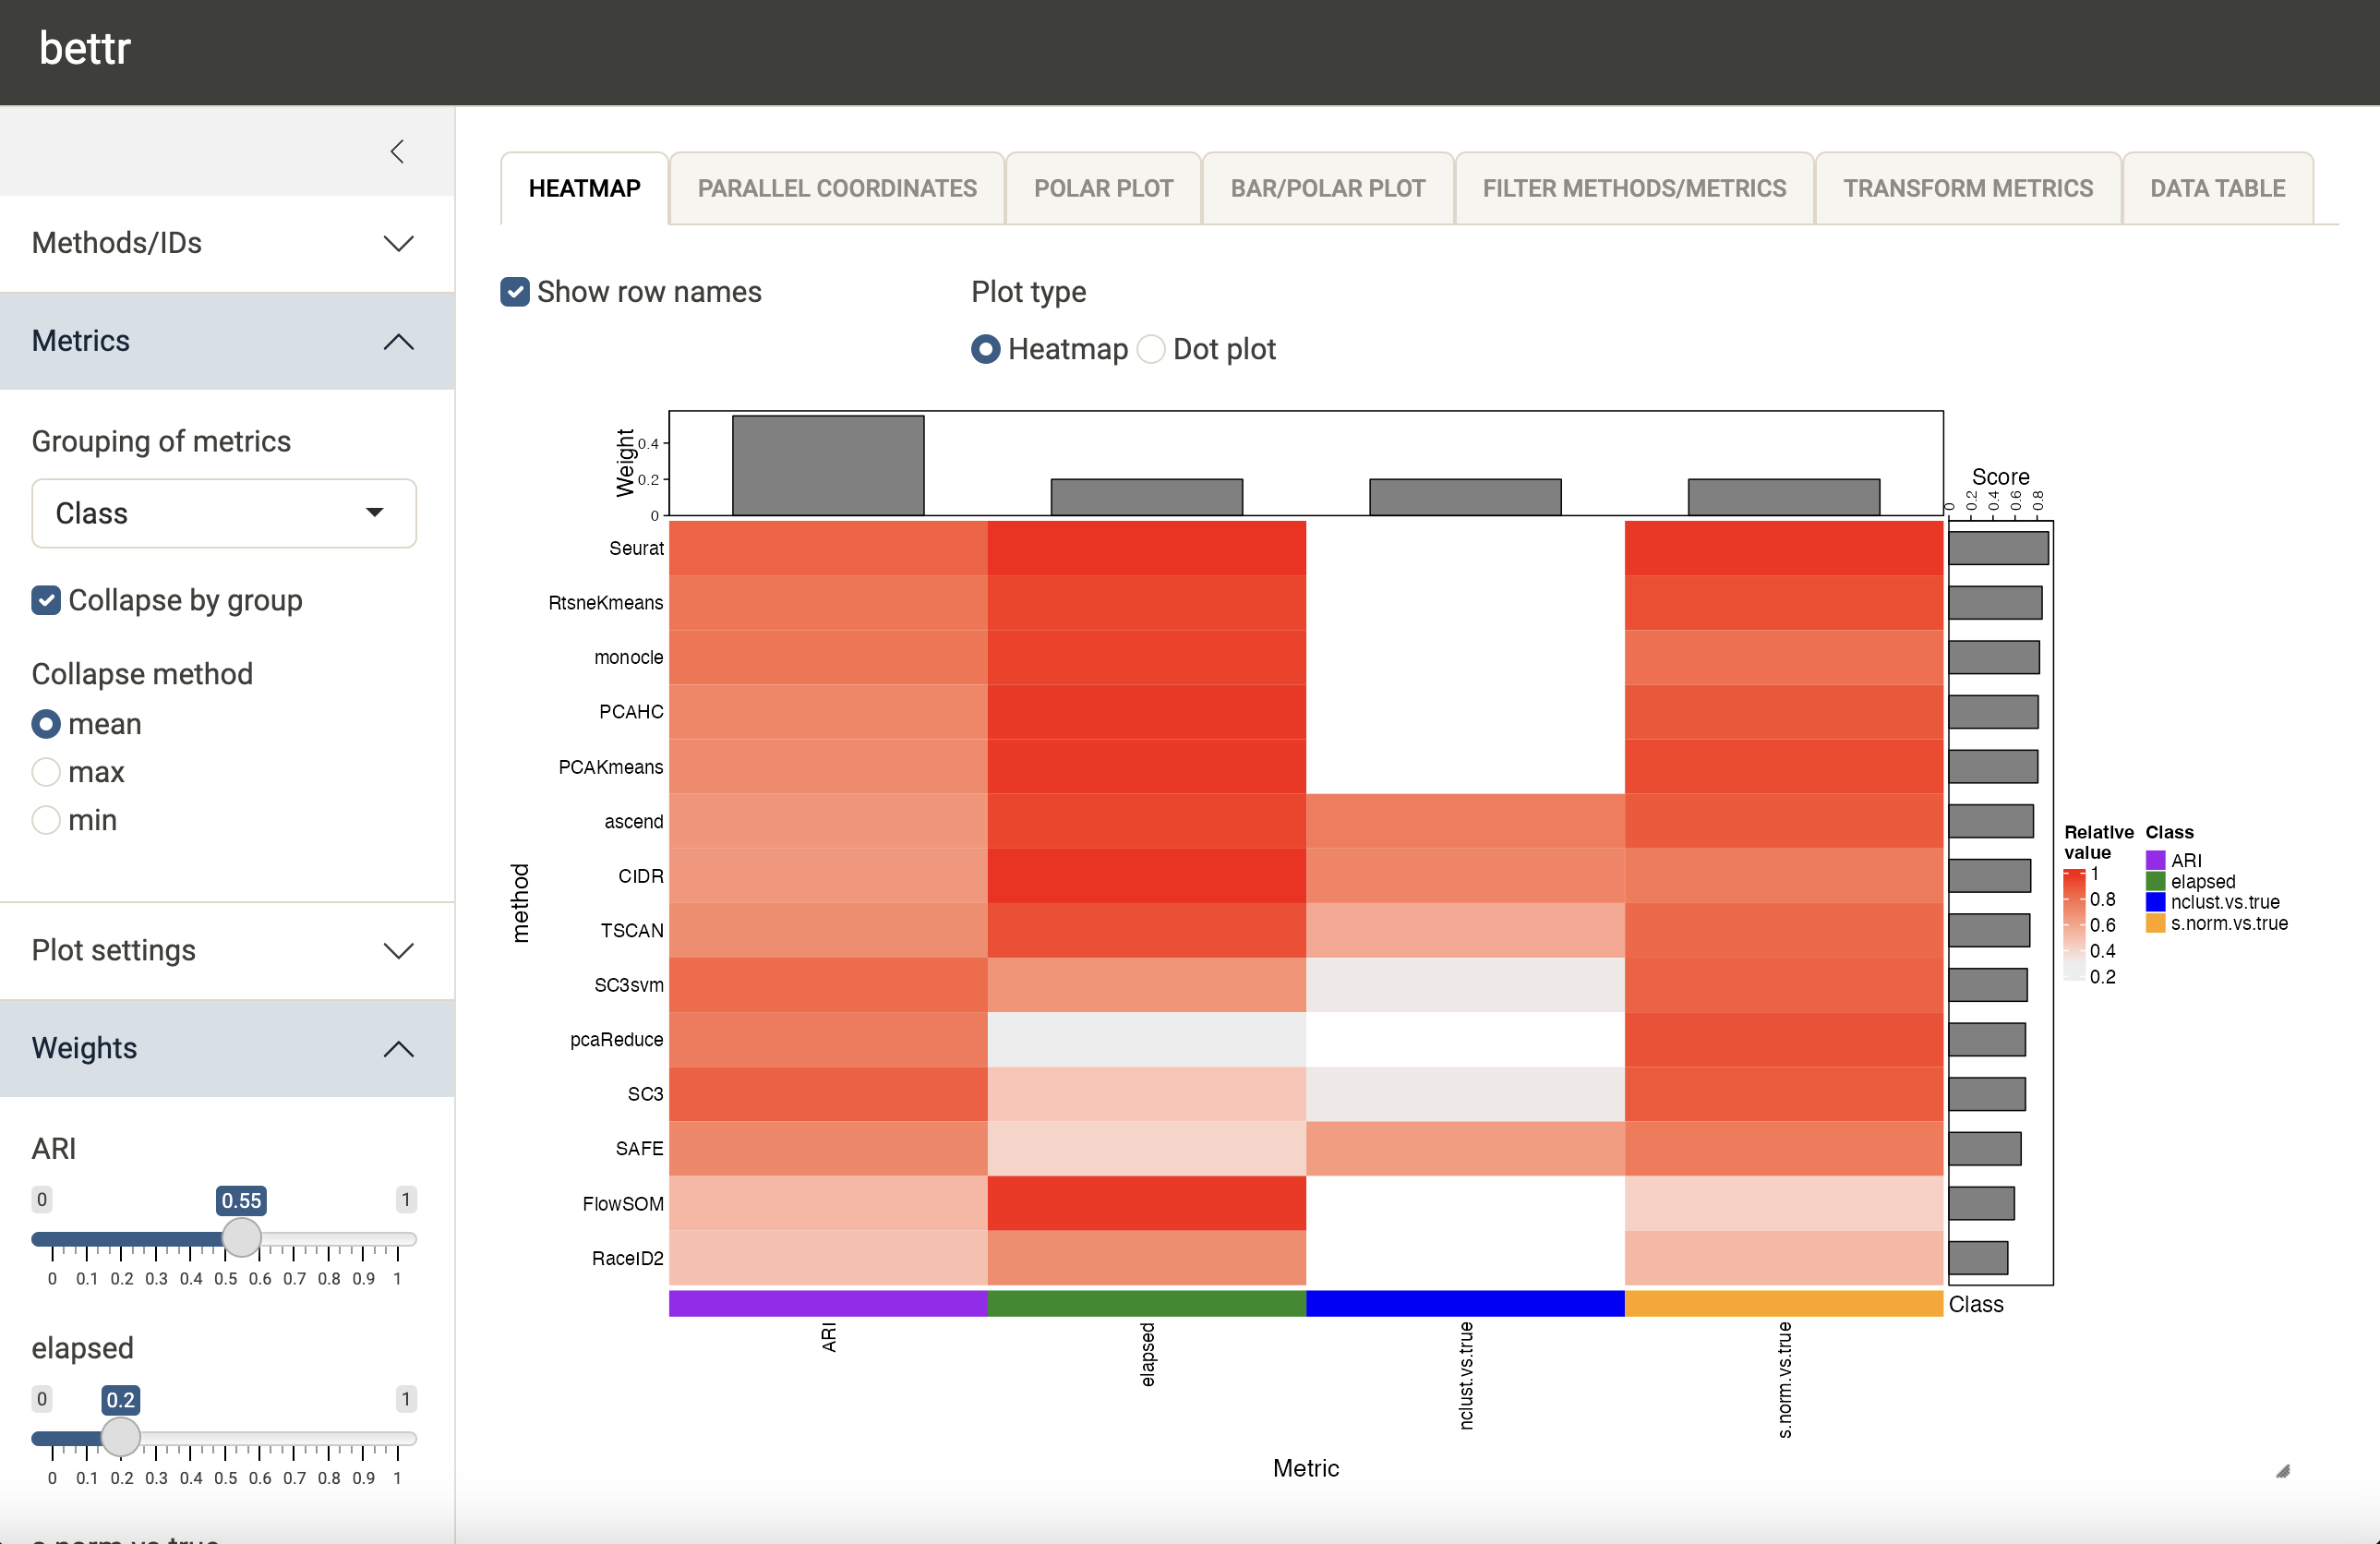 bettr
Methods/IDs
Metrics
Grouping of metrics
Class
Collapse by group
Collapse method
mean
max
min
Plot settings
Weights
ARI
0 0.55 1
0 0.1 0.2 0.3 0.4 0.5 0.6 0.7 0.8 0.9 1
elapsed
0 0.2 1
0 0.1 0.2 0.3 0.4 0.5 0.6 0.7 0.8 0.9 1
HEATMAP PARALLEL COORDINATES POLAR PLOT BAR/POLAR PLOT FILTER METHODS/METRICS TRANSFORM METRICS DATA TABLE
Show row names
Plot type
Heatmap Dot plot
Weight
0.4
0.2
0
Score
0 0.2 0.4 0.6 0.8
method
Seurat
RtsneKmeans
monocle
PCAHC
PCAKmeans
ascend
CIDR
TSCAN
SC3svm
pcaReduce
SC3
SAFE
FlowSOM
RaceID2
Class
ARI
elapsed
nclust.vs.true
s.norm.vs.true
Metric
Relative
value
1
0.8
0.6
0.4
0.2
Class
ARI
elapsed
nclust.vs.true
s.norm.vs.true